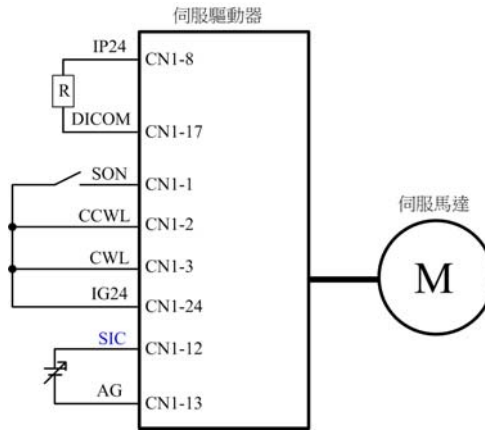 伺服驅動器
IP24 CN1-8
R
DICOM CN1-17
SON CN1-1
CCWL CN1-2
CWL CN1-3
IG24 CN1-24
SIC CN1-12
AG CN1-13
伺服馬達
M